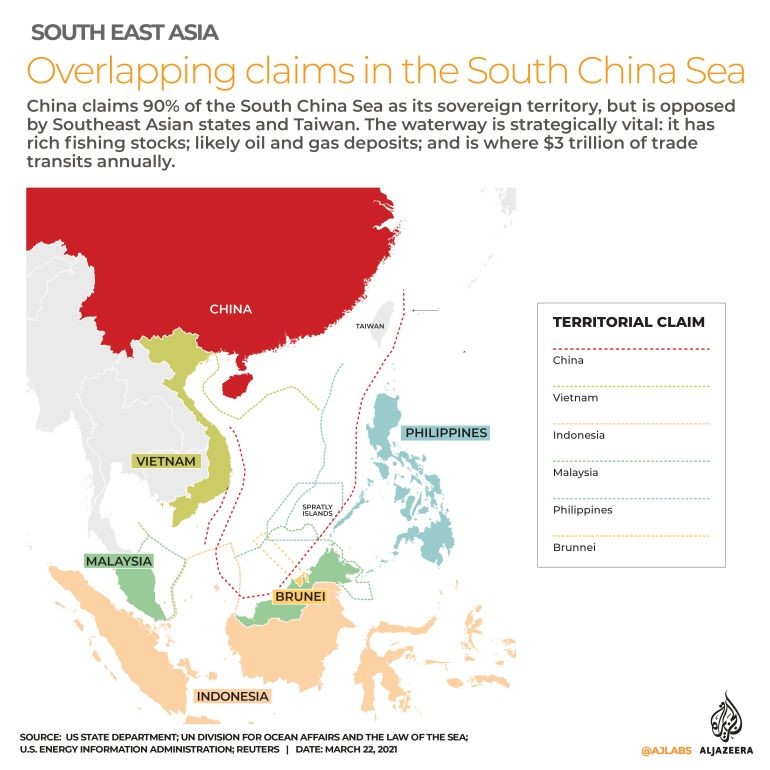 SOUTH EAST ASIA
Overlapping claims in the South China Sea
China claims 90% of the South China Sea as its sovereign territory, but is opposed
by Southeast Asian states and Taiwan. The waterway is strategically vital: it has
rich fishing stocks; likely oil and gas deposits; and is where $3 trillion of trade
transits annually.
CHINA
TAIWAN
PHILIPPINES
VIETNAM
SPRATLY
ISLANDS
MALAYSIA
BRUNEI
INDONESIA
TERRITORIAL CLAIM
China
Vietnam
Indonesia
Malaysia
Philippines
Brunnei
SOURCE: US STATE DEPARTMENT; UN DIVISION FOR OCEAN AFFAIRS AND THE LAW OF THE SEA;
U.S. ENERGY INFORMATION ADMINISTRATION; REUTERS | DATE: MARCH 22, 2021
@AJLABS ALJAZEERA